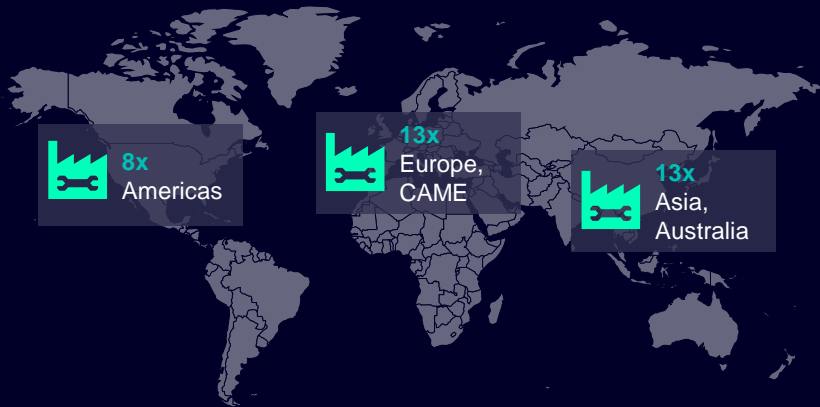 8x
Americas
13x
Europe,
CAME
13x
Asia,
Australia